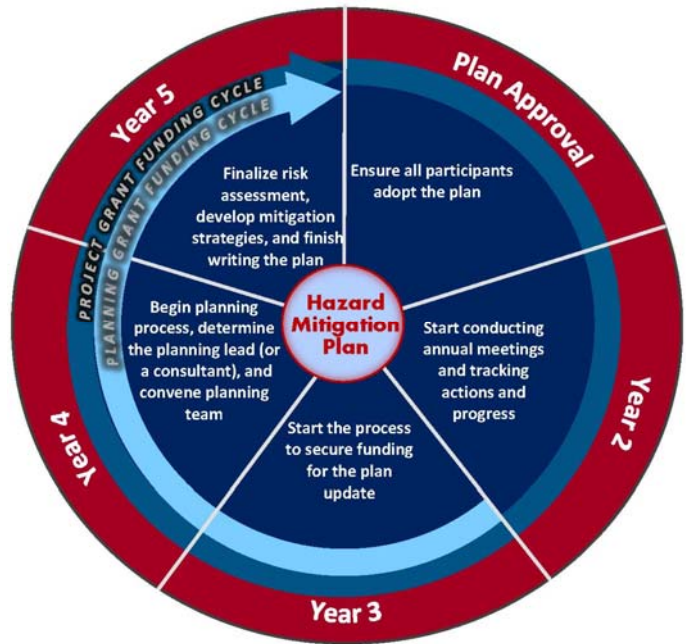 Plan Approval
Ensure all participants
adopt the plan
Year 2
Start conducting
annual meetings
and tracking
actions and
progress
Year 3
Start the process
to secure funding
for the plan
update
Year 4
Begin planning
process, determine
the planning lead (or
a consultant), and
convene planning
team
Year 5
Finalize risk
assessment,
develop mitigation
strategies, and finish
writing the plan
PROJECT GRANT FUNDING CYCLE
PLANNING GRANT FUNDING CYCLE
Hazard
Mitigation
Plan